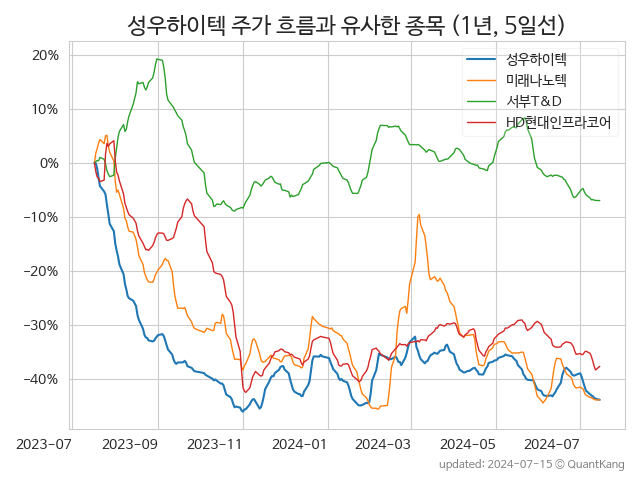 성우하이텍 주가 흐름과 유사한 종목 (1년, 5일선)
성우하이텍
미래나노텍
서부T&D
HD현대인프라코어
20%
10%
0%
−10%
−20%
−30%
−40%
2023-07
2023-09
2023-11
2024-01
2024-03
2024-05
2024-07
updated: 2024-07-15 © QuantKang